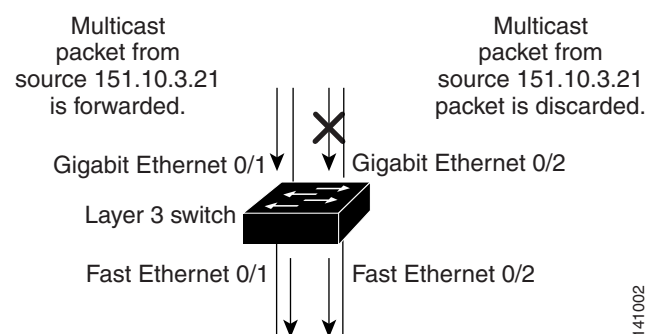 Multicast
packet from
source 151.10.3.21
is forwarded.
Multicast
packet from
source 151.10.3.21
packet is discarded.
Gigabit Ethernet 0/1
Gigabit Ethernet 0/2
Layer 3 switch
Fast Ethernet 0/1
Fast Ethernet 0/2
141002